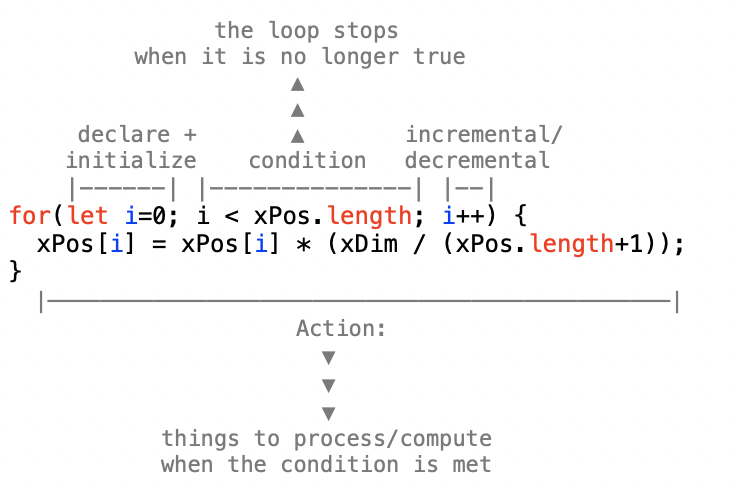 the loop stops
when it is no longer true
▲
▲
declare + ▲ incremental/
initialize condition decremental
|------| |--------------| |--|
for(let i=0; i < xPos.length; i++) {
xPos[i] = xPos[i] * (xDim / (xPos.length+1));
}
|———————————————————————————————————————————————|
Action:
▼
▼
▼
things to process/compute
when the condition is met